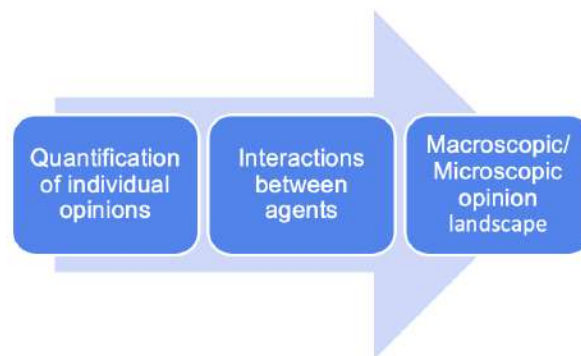 Quantification
of individual
opinions
Interactions
between
agents
Macroscopic/
Microscopic
opinion
landscape